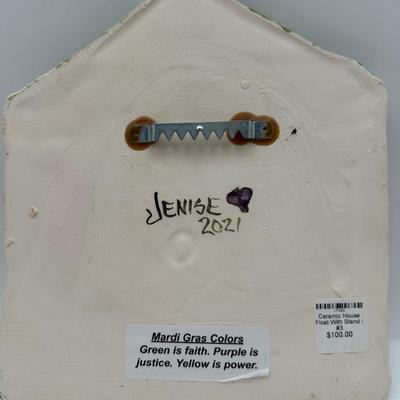 JENISE
2021
Ceramic House
Float With Stand /
#3
$100.00
Mardi Gras Colors
Green is faith. Purple is
justice. Yellow is power.